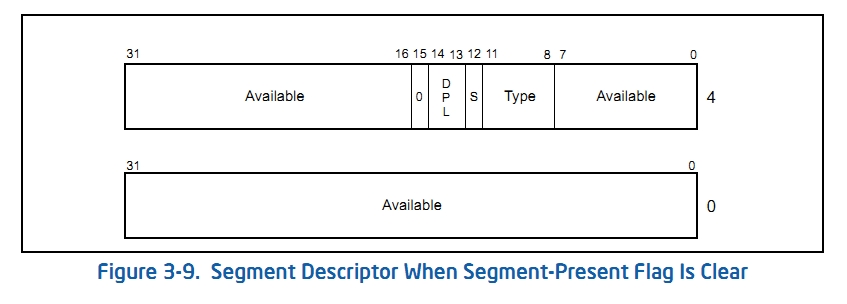 31 16 15 14 13 12 11 8 7 0
Available 0 DPL S Type Available 4
31 0
Available 0
Figure 3-9. Segment Descriptor When Segment-Present Flag Is Clear